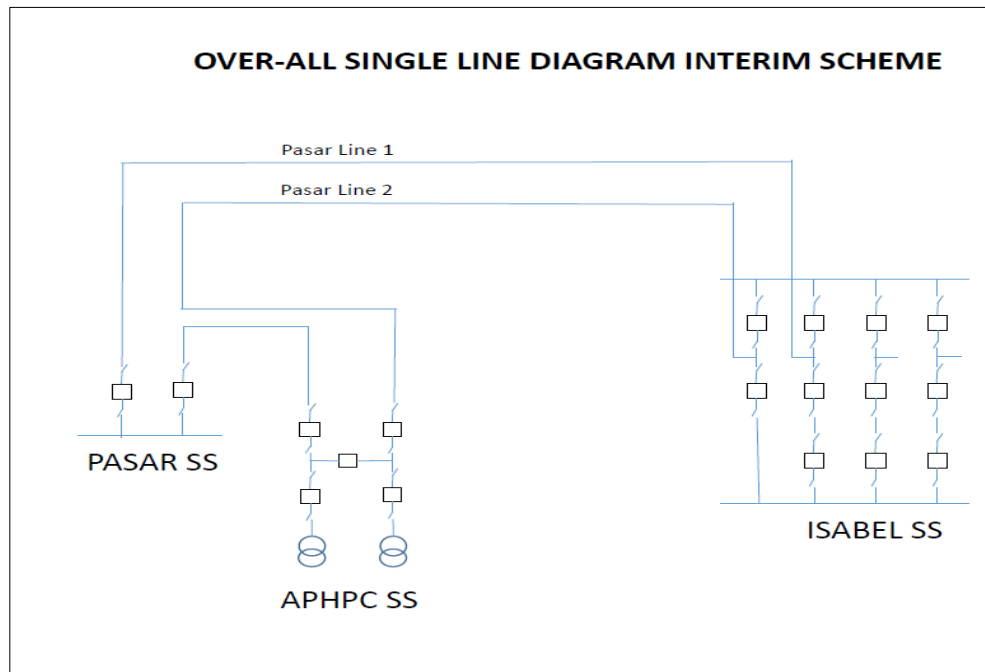 OVER-ALL SINGLE LINE DIAGRAM INTERIM SCHEME
Pasar Line 1
Pasar Line 2
PASAR SS
ISABEL SS
APHPC SS